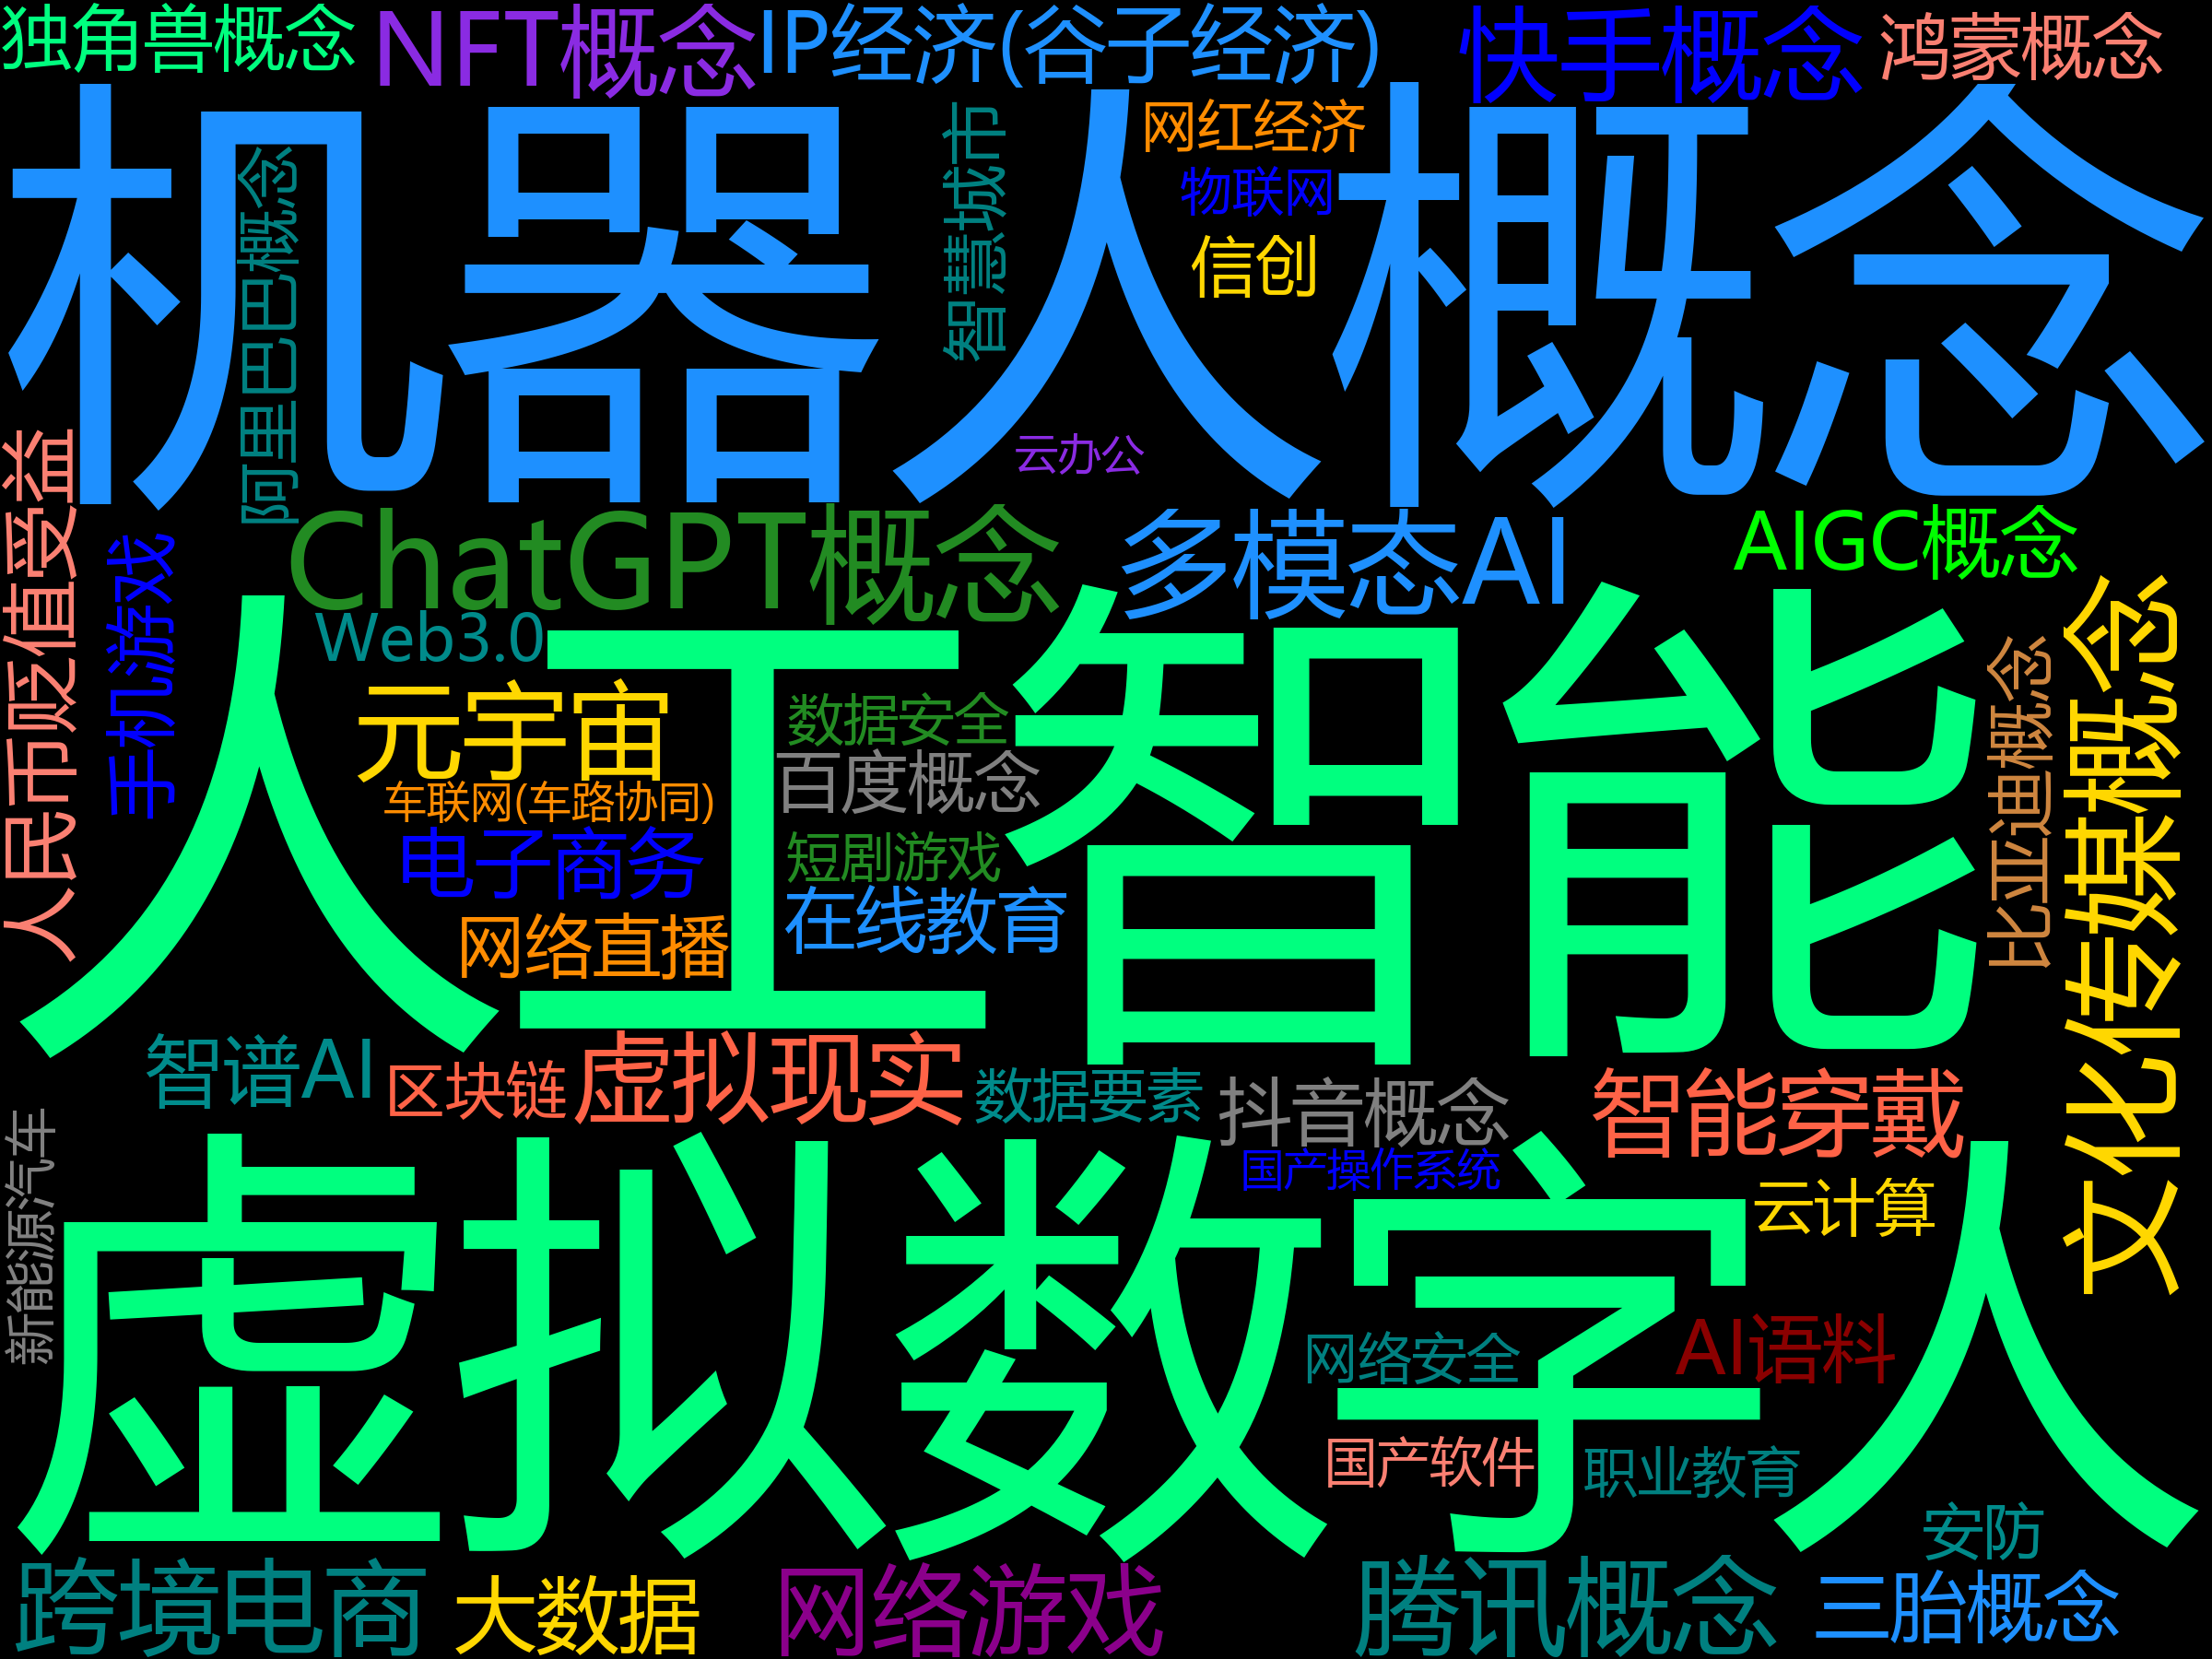 独角兽概念
NFT概念
IP经济(谷子经济)
快手概念
鸿蒙概念
机器人概念
阿里巴巴概念
智慧城市
网红经济
物联网
信创
云办公
人民币贬值受益
手机游戏
ChatGPT概念
多模态AI
AIGC概念
人工智能
Web3.0
元宇宙
车联网(车路协同)
电子商务
网络直播
数据安全
百度概念
短剧游戏
在线教育
比亚迪概念
文化传媒概念
智谱AI
区块链
虚拟现实
数据要素
抖音概念
国产操作系统
智能穿戴
云计算
新能源汽车
虚拟数字人
网络安全
AI语料
国产软件
职业教育
安防
跨境电商
大数据
网络游戏
腾讯概念
三胎概念